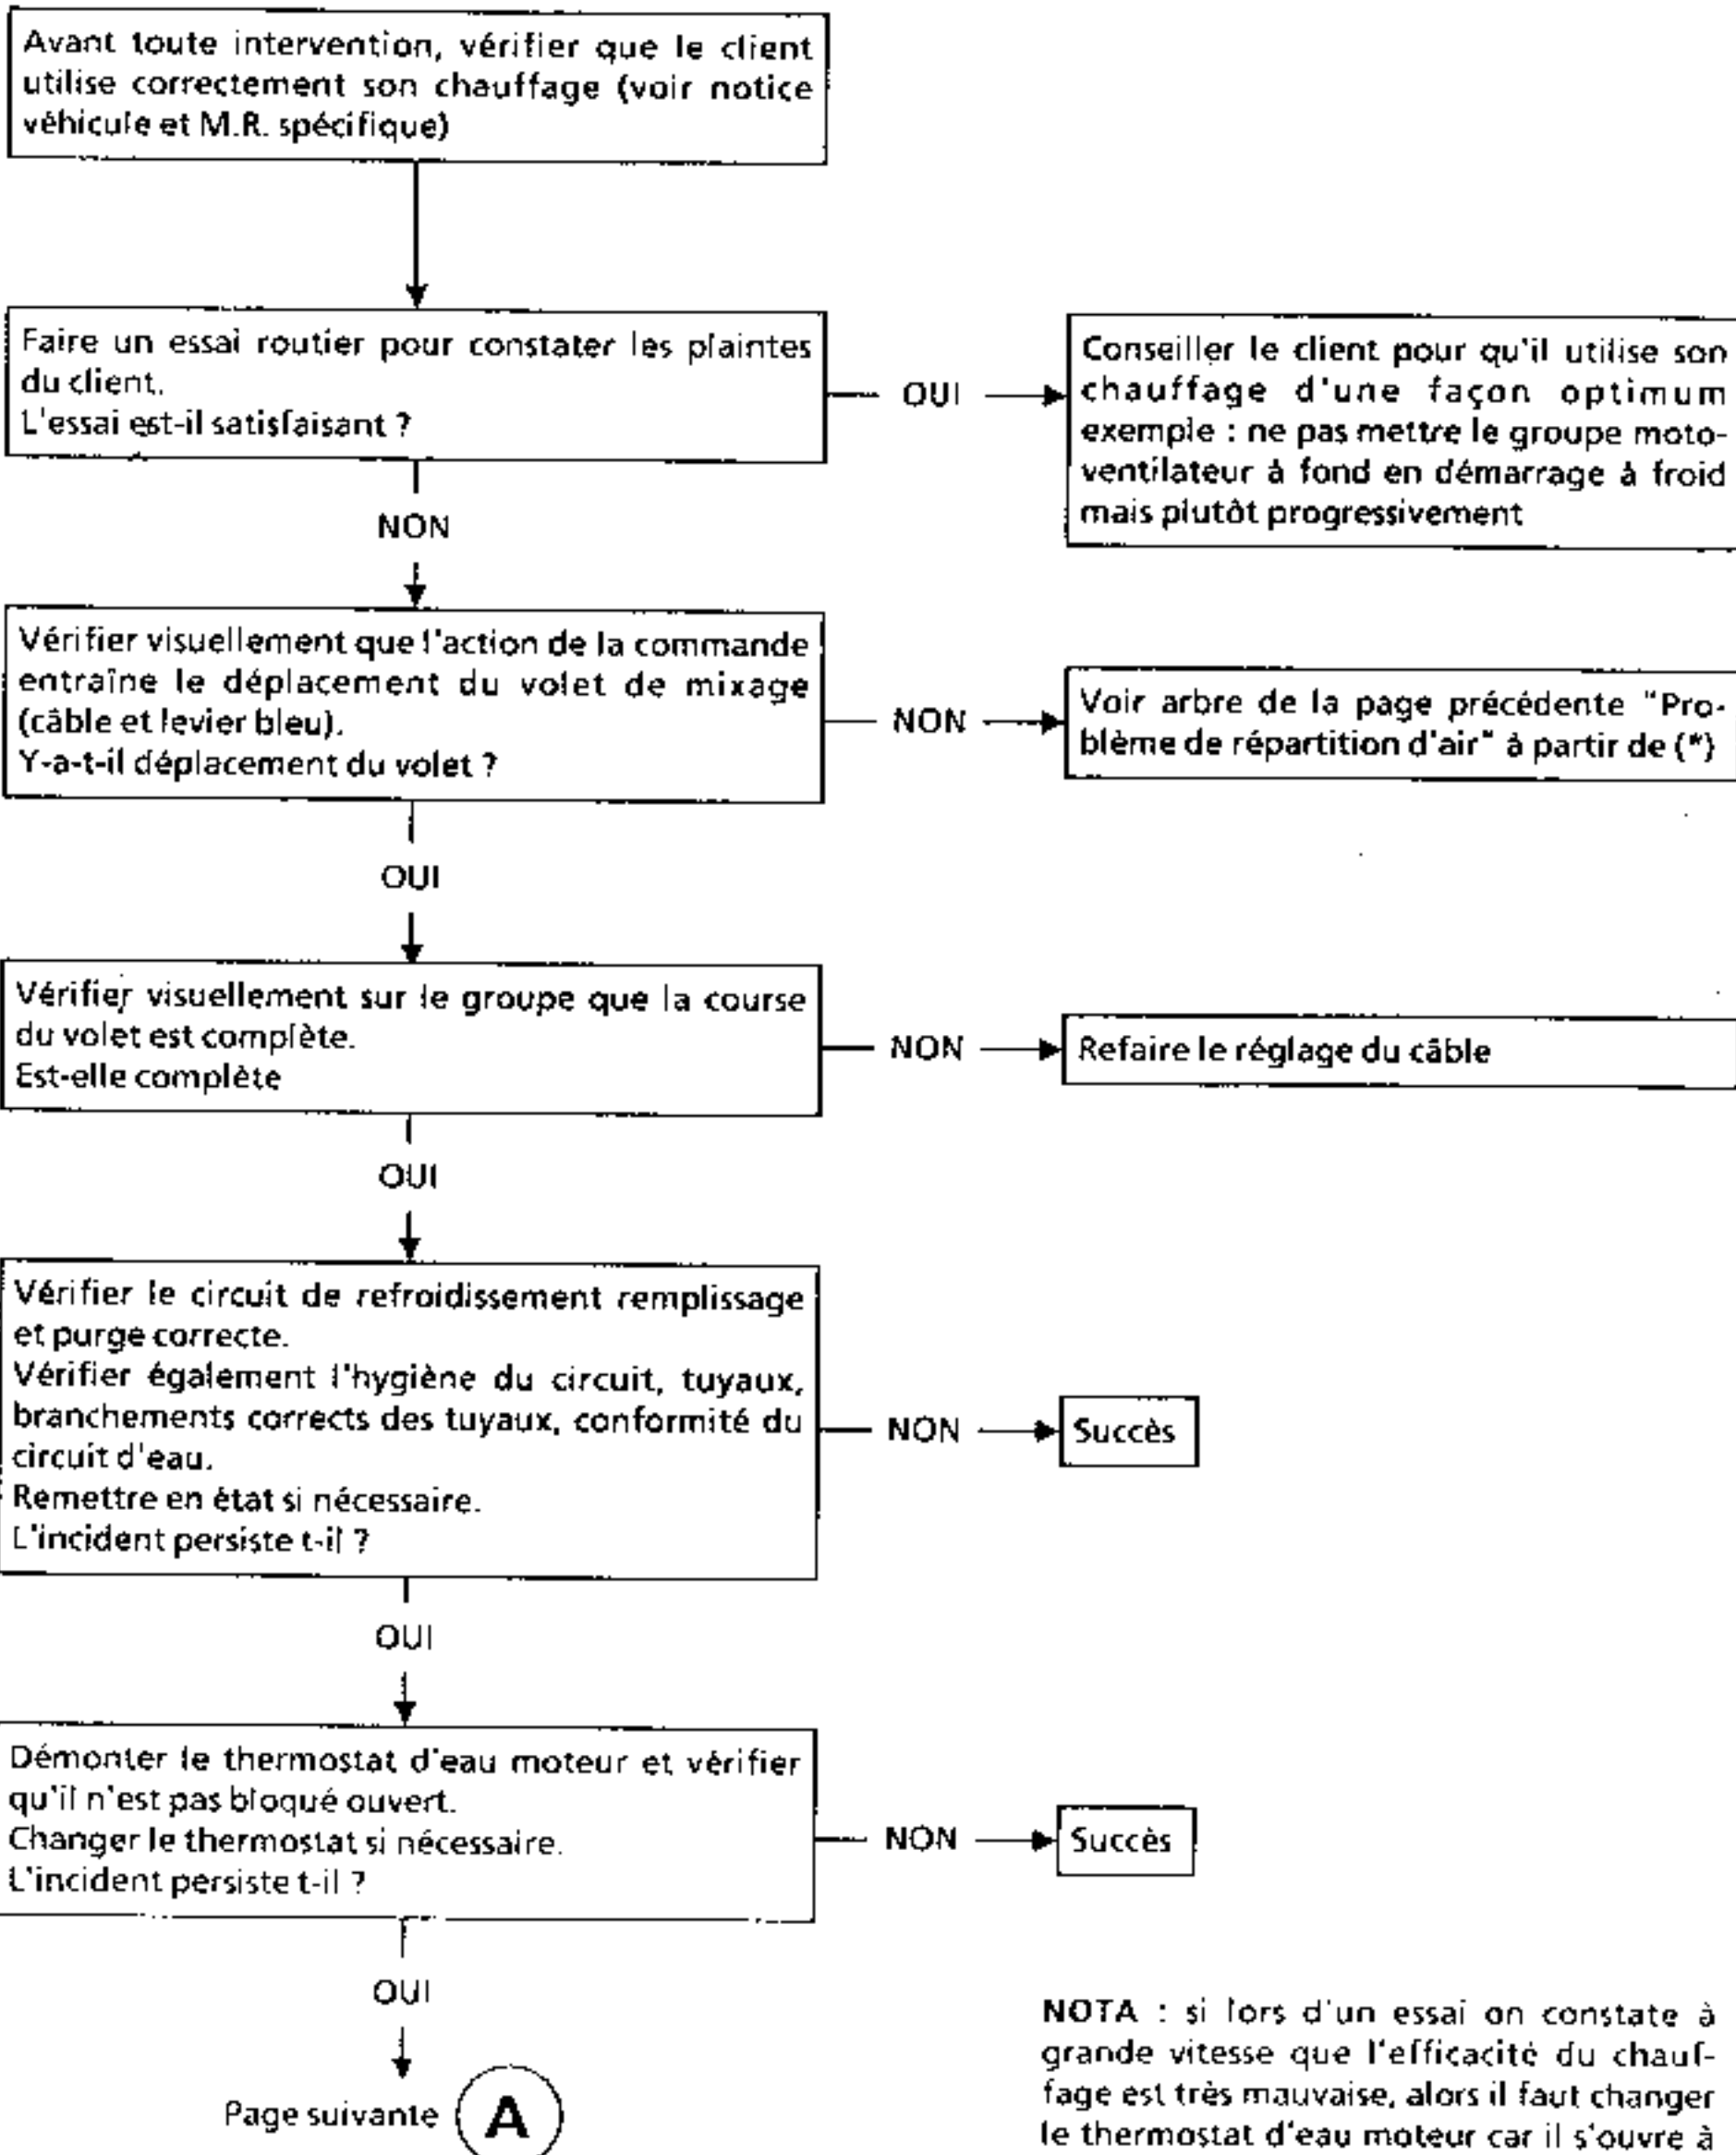 Avant toute intervention, vérifier que le client
utilise correctement son chauffage (voir notice
véhicule et M.R. spécifique)
Faire un essai routier pour constater les plaintes
du client.
L'essai est-il satisfaisant ?
OUI
Conseiller le client pour qu'il utilise son
chauffage d'une façon optimum
exemple : ne pas mettre le groupe moto-
ventilateur à fond en démarrage à froid
mais plutôt progressivement
NON
Vérifier visuellement que l'action de la commande
entraîne le déplacement du volet de mixage
(câble et levier bleu).
Y-a-t-il déplacement du volet ?
NON
Voir arbre de la page précédente "Pro-
blème de répartition d'air" à partir de (*)
OUI
Vérifier visuellement sur le groupe que la course
du volet est complète.
Est-elle complète
NON
Refaire le réglage du câble
OUI
Vérifier le circuit de refroidissement remplissage
et purge correcte.
Vérifier également l'hygiène du circuit, tuyaux,
branchements corrects des tuyaux, conformité du
circuit d'eau.
Remettre en état si nécessaire.
L'incident persiste t-il ?
NON
Succès
OUI
Démonter le thermostat d'eau moteur et vérifier
qu'il n'est pas bloqué ouvert.
Changer le thermostat si nécessaire.
L'incident persiste t-il ?
NON
Succès
OUI
Page suivante A
NOTA : si lors d'un essai on constate à
grande vitesse que l'efficacité du chauf-
fage est très mauvaise, alors il faut changer
le thermostat d'eau moteur car il s'ouvre à